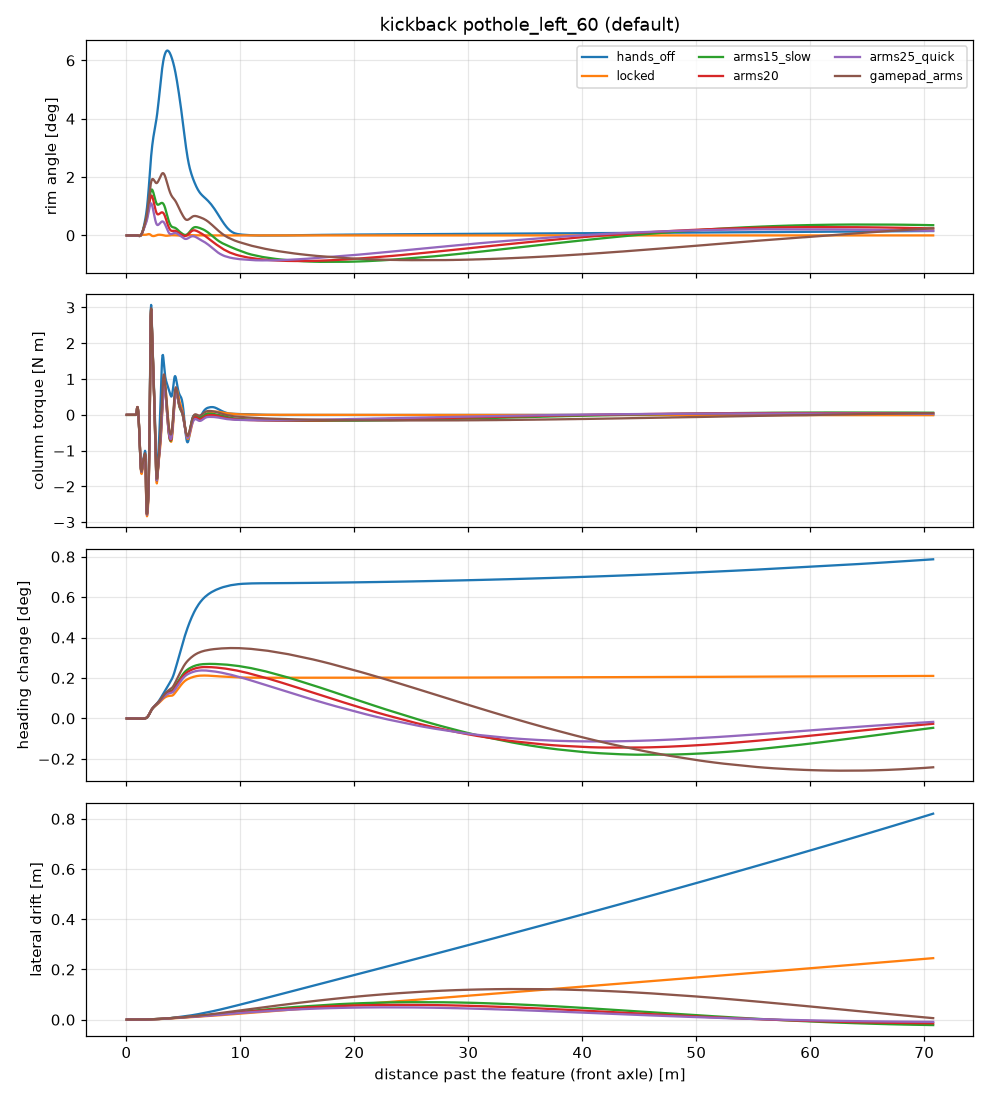 kickback pothole_left_60 (default)
hands_off
locked
arms15_slow
arms20
arms25_quick
gamepad_arms
rim angle [deg]
6
4
2
0
column torque [N m]
3
2
1
0
−1
−2
−3
heading change [deg]
0.8
0.6
0.4
0.2
0.0
−0.2
lateral drift [m]
0.8
0.6
0.4
0.2
0.0
0 10 20 30 40 50 60 70
distance past the feature (front axle) [m]